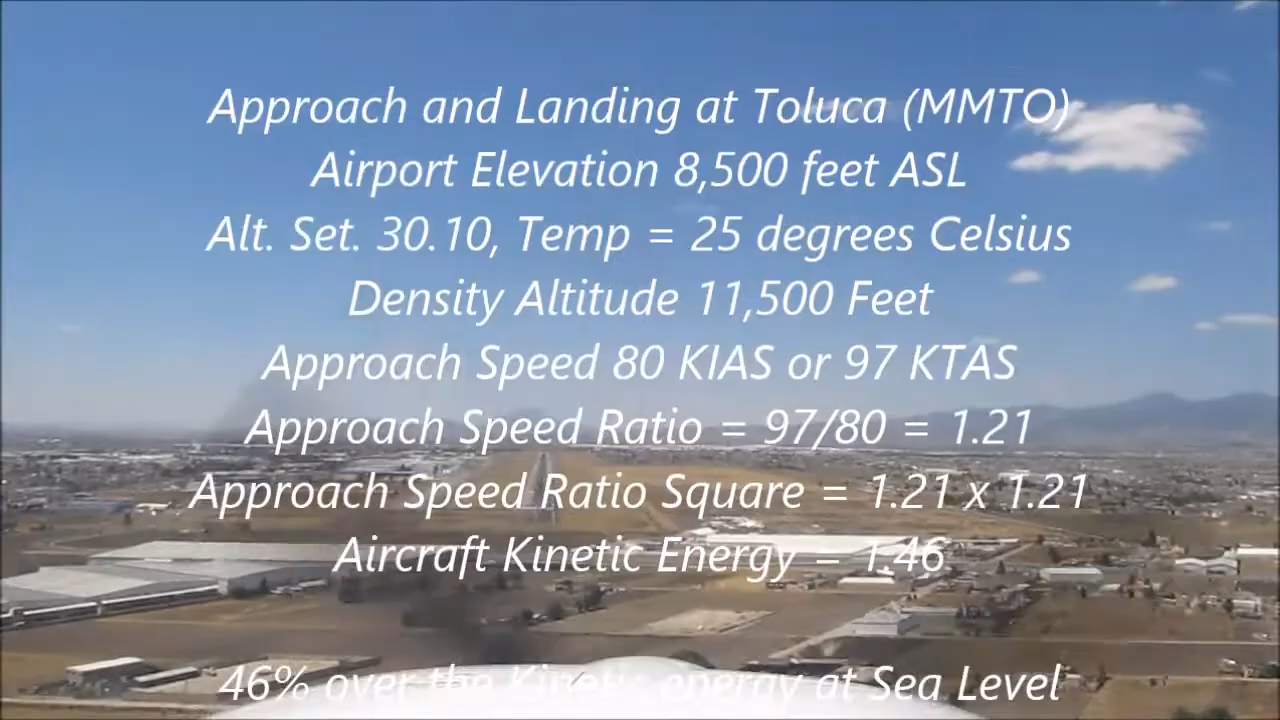 Approach and Landing at Toluca (MMTO)
Airport Elevation 8,500 feet ASL
Alt. Set. 30.10, Temp = 25 degrees Celsius
Density Altitude 11,500 Feet
Approach Speed 80 KIAS or 97 KTAS
Approach Speed Ratio = 97/80 = 1.21
Approach Speed Ratio Square = 1.21 x 1.21
Aircraft Kinetic Energy = 1.46
46% over the Kinetic energy at Sea Level